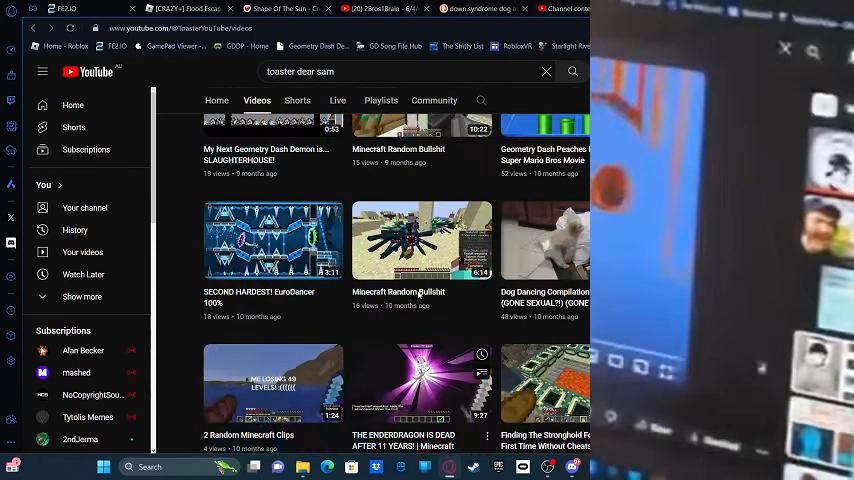 FE2.IO
[CRAZY+] Flood Escap
Shape Of The Sun - Cre
(20) 2Bros1Brain - 6/4/
down syndrome dog at
Channel conten
www.youtube.com/@ToasterYouTube/videos
Home - Roblox
FE2.IO
GamePad Viewer -
GDDP - Home
Geometry Dash Dem
GD Song File Hub
The Shitty List
RobloxVR
Starlight River
YouTube
AU
toaster dear sam
Home
Videos
Shorts
Live
Playlists
Community
Home
Shorts
Subscriptions
You
Your channel
History
Your videos
Watch Later
Show more
Subscriptions
Alan Becker
mashed
NoCopyrightSou...
Tytolis Memes
2ndJerma
0:53
My Next Geometry Dash Demon is...
SLAUGHTERHOUSE!
19 views • 9 months ago
10:22
Minecraft Random Bullshit
15 views • 9 months ago
Geometry Dash Peaches
Super Mario Bros Movie
52 views • 10 months ago
3:11
SECOND HARDEST! EuroDancer
100%
18 views • 10 months ago
6:14
Minecraft Random Bullshit
16 views • 10 months ago
Dog Dancing Compilation
(GONE SEXUAL?!) (GONE
48 views • 10 months ago
ME LOSING 49
LEVELS! :((((((
1:24
2 Random Minecraft Clips
4 views • 10 months ago
9:27
THE ENDERDRAGON IS DEAD
AFTER 11 YEARS! | Minecraft
Finding The Stronghold F
First Time Without Cheats
Search